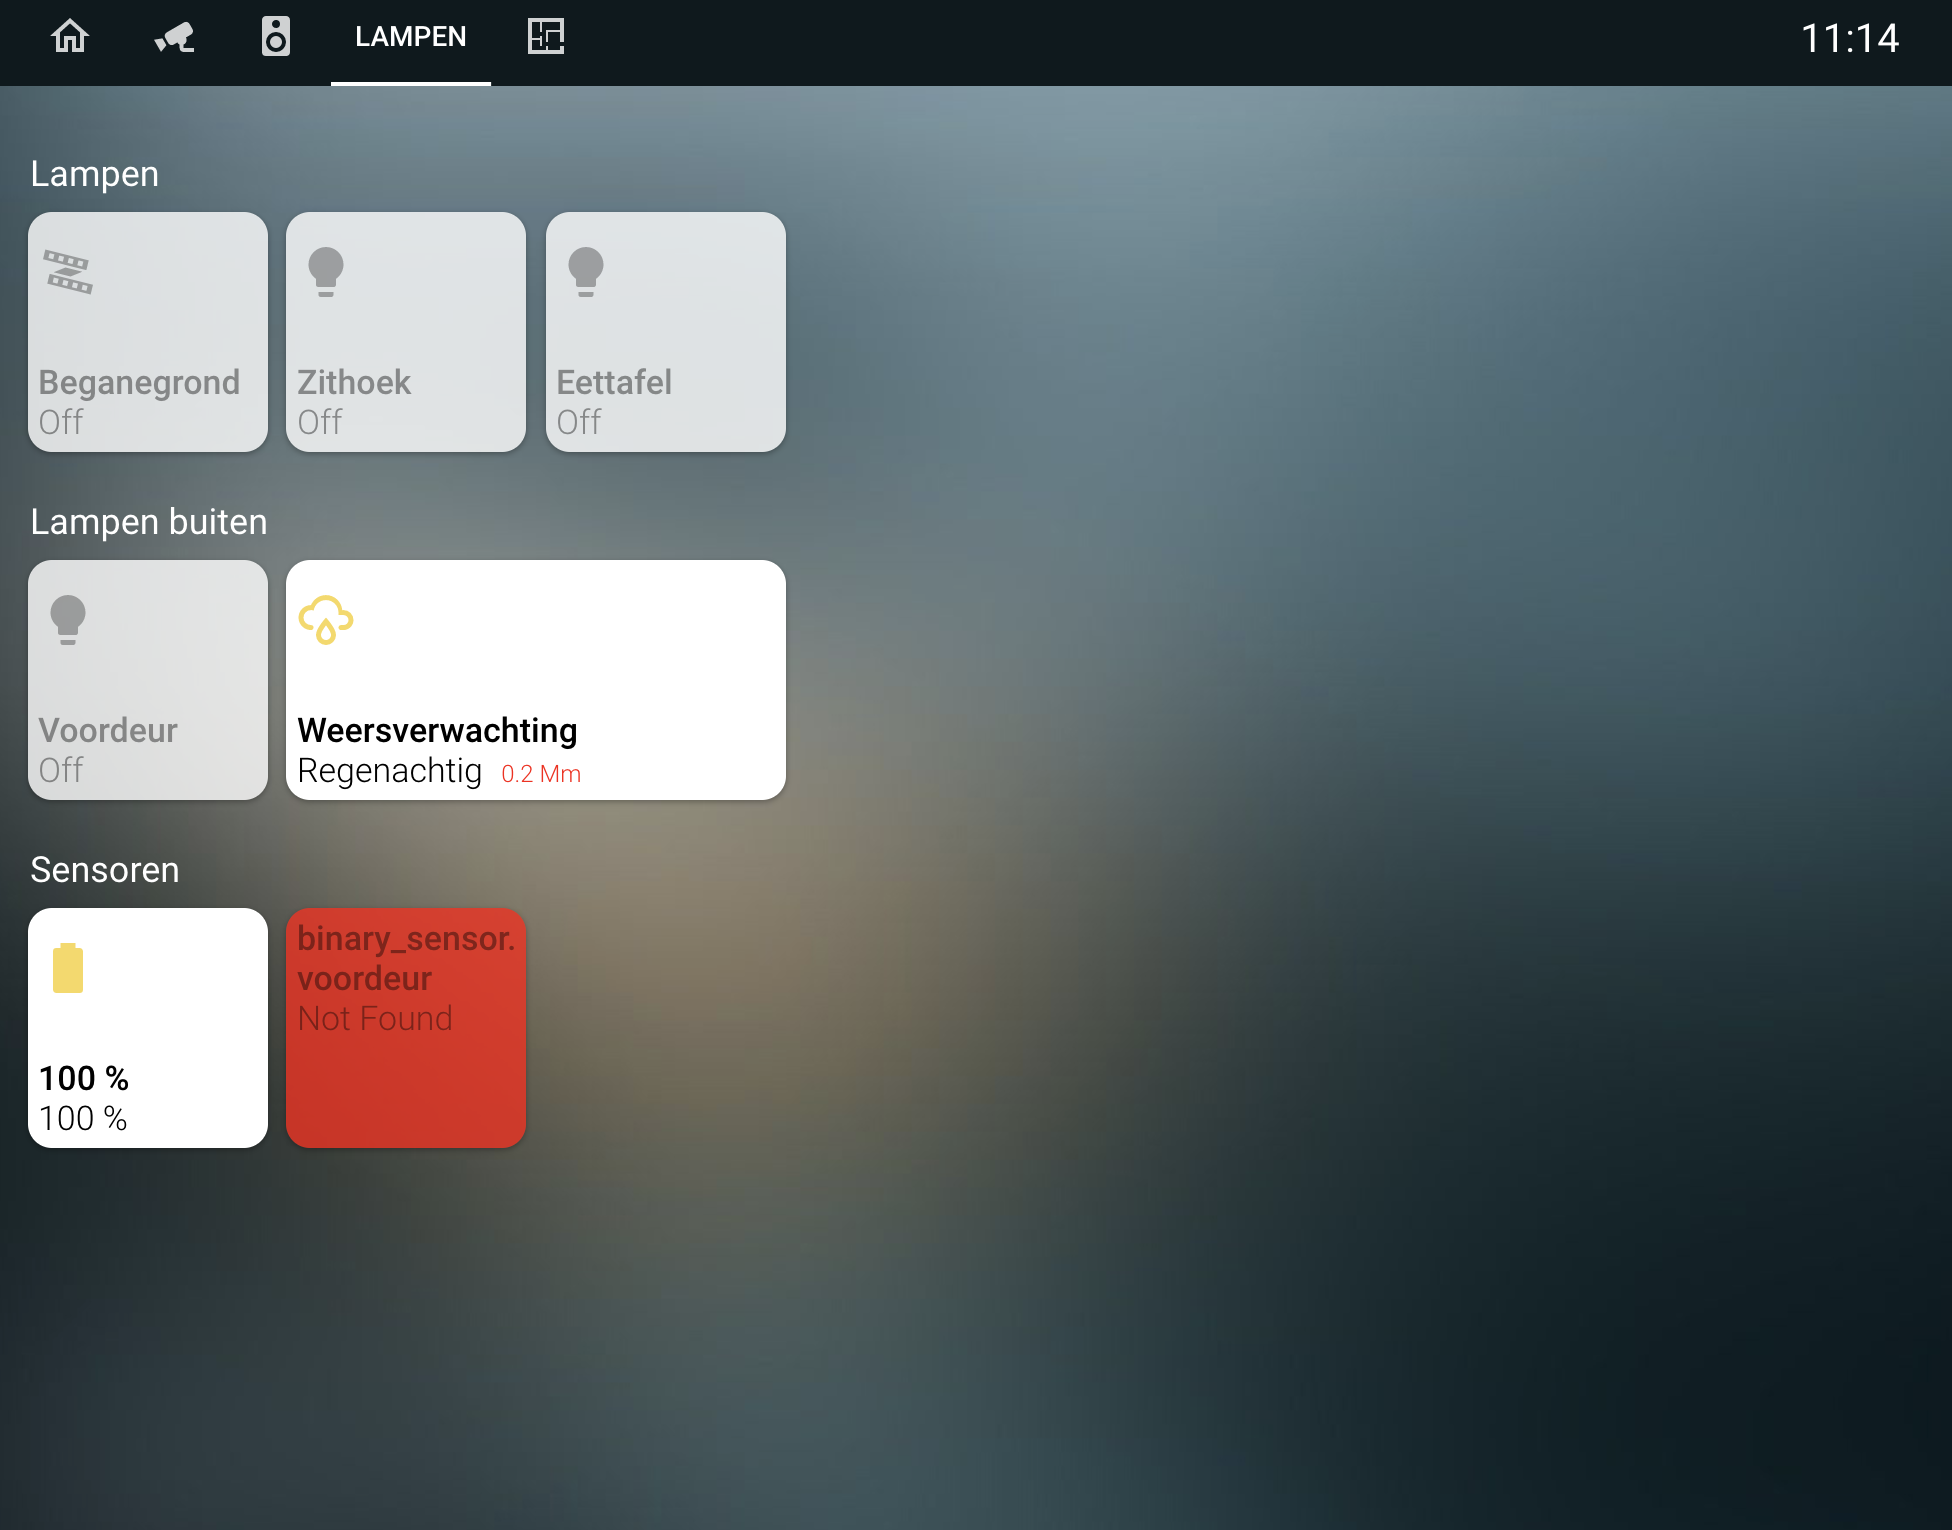 LAMPEN
11:14
Lampen
Beganegrond
Off
Zithoek
Off
Eettafel
Off
Lampen buiten
Voordeur
Off
Weersverwachting
Regenachtig 0.2 Mm
Sensoren
100 %
100 %
binary_sensor.
voordeur
Not Found